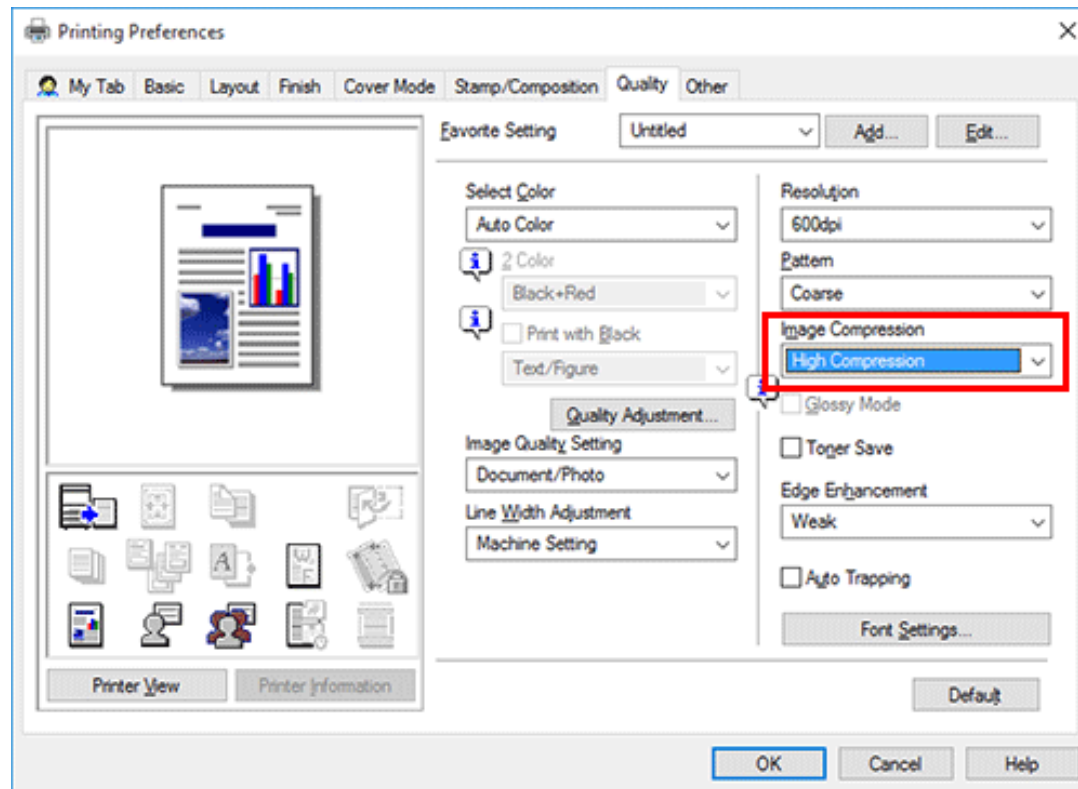 Printing Preferences
My Tab Basic Layout Finish Cover Mode Stamp/Composition Quality Other
Favorite Setting Untitled Add... Edit...
Select Color
Auto Color
2 Color
Black+Red
Print with Black
Text/Figure
Quality Adjustment...
Image Quality Setting
Document/Photo
Line Width Adjustment
Machine Setting
Resolution
600dpi
Pattern
Coarse
Image Compression
High Compression
Glossy Mode
Toner Save
Edge Enhancement
Weak
Auto Trapping
Font Settings...
Printer View Printer Information
Default
OK Cancel Help